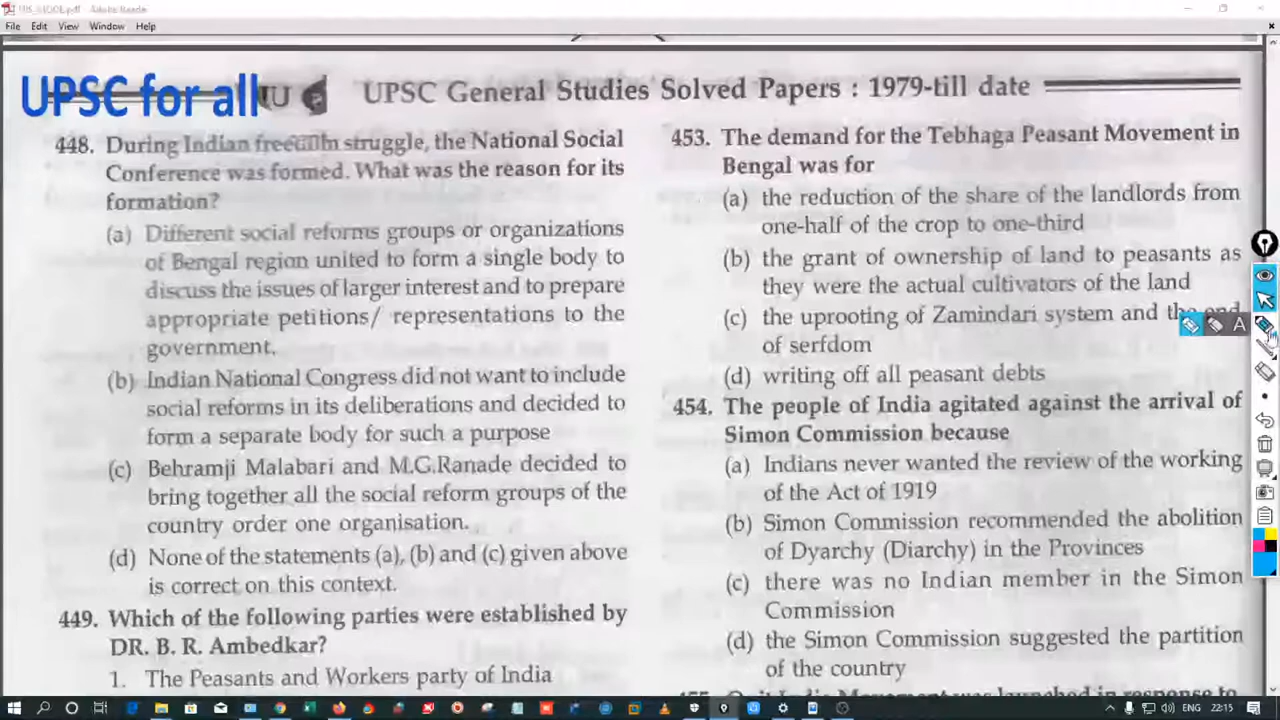 Adobe Reader
File Edit View Window Help
UPSC for all
UPSC General Studies Solved Papers : 1979-till date
448. During Indian freedom struggle, the National Social
Conference was formed. What was the reason for its
formation?
(a) Different social reforms groups or organizations
of Bengal region united to form a single body to
discuss the issues of larger interest and to prepare
appropriate petitions/ representations to the
government.
(b) Indian National Congress did not want to include
social reforms in its deliberations and decided to
form a separate body for such a purpose
(c) Behramji Malabari and M.G.Ranade decided to
bring together all the social reform groups of the
country order one organisation.
(d) None of the statements (a), (b) and (c) given above
is correct on this context.
449. Which of the following parties were established by
DR. B. R. Ambedkar?
1. The Peasants and Workers party of India
453. The demand for the Tebhaga Peasant Movement in
Bengal was for
(a) the reduction of the share of the landlords from
one-half of the crop to one-third
(b) the grant of ownership of land to peasants as
they were the actual cultivators of the land
(c) the uprooting of Zamindari system and the end
of serfdom
(d) writing off all peasant debts
454. The people of India agitated against the arrival of
Simon Commission because
(a) Indians never wanted the review of the working
of the Act of 1919
(b) Simon Commission recommended the abolition
of Dyarchy (Diarchy) in the Provinces
(c) there was no Indian member in the Simon
Commission
(d) the Simon Commission suggested the partition
of the country
455. Quit India Movement was launched in response to
A
ENG 22:15